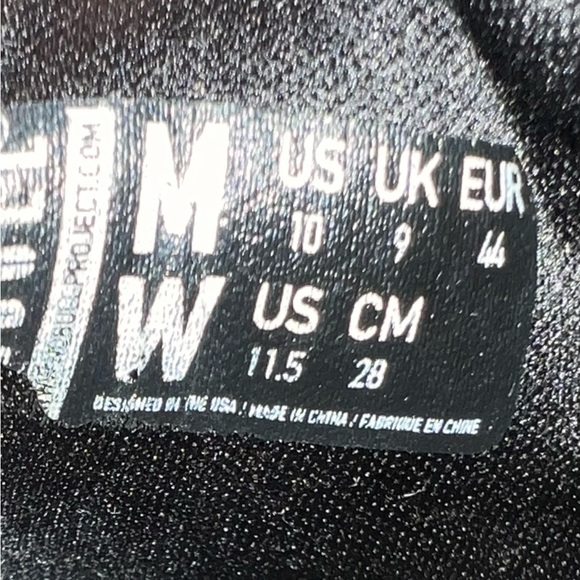 M US UK EUR
10 9 44
W US CM
11.5 28
DESIGNED IN THE USA / MADE IN CHINA / FABRIQUE EN CHINE